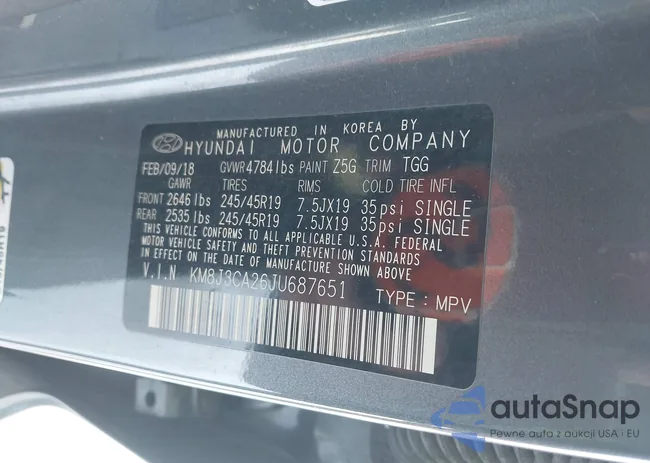 MANUFACTURED IN KOREA BY
HYUNDAI MOTOR COMPANY
FEB/09/18 GVWR4784lbs PAINT Z5G TRIM TGG
GAWR TIRES RIMS COLD TIRE INFL
FRONT 2646 lbs 245/45R19 7.5JX19 35psi SINGLE
REAR 2535 lbs 245/45R19 7.5JX19 35psi SINGLE
THIS VEHICLE CONFORMS TO ALL APPLICABLE U.S.A. FEDERAL
MOTOR VEHICLE SAFETY AND THEFT PREVENTION STANDARDS
IN EFFECT ON THE DATE OF MANUFACTURE SHOWN ABOVE.
V.I.N KM8J3CA26JU687651 TYPE : MPV
autaSnap
Pewne auta z aukcji USA i EU